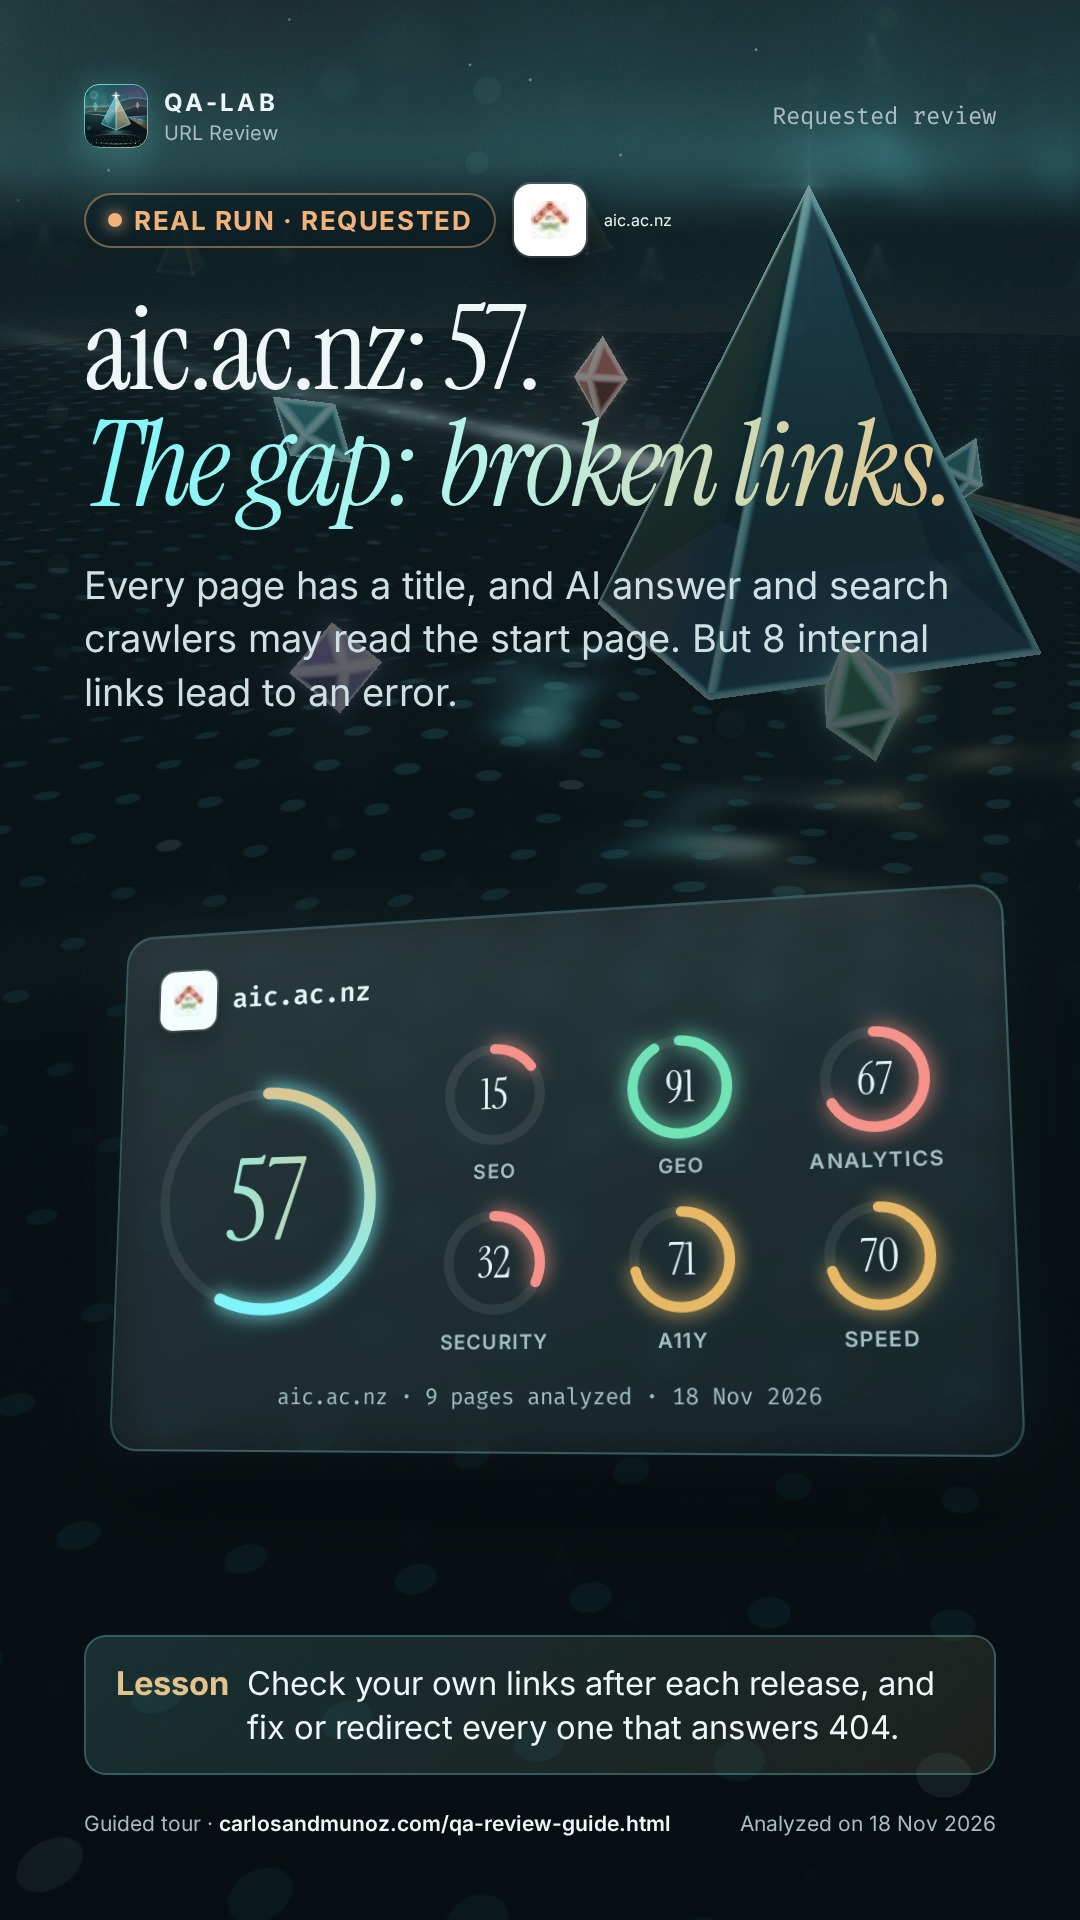 QA-LAB
URL Review
Requested review
REAL RUN · REQUESTED
aic.ac.nz
aic.ac.nz: 57.
The gap: broken links.
Every page has a title, and AI answer and search
crawlers may read the start page. But 8 internal
links lead to an error.
aic.ac.nz
57
15
SEO
91
GEO
67
ANALYTICS
32
SECURITY
71
A11Y
70
SPEED
aic.ac.nz · 9 pages analyzed · 18 Nov 2026
Lesson Check your own links after each release, and
fix or redirect every one that answers 404.
Guided tour · carlosandmunoz.com/qa-review-guide.html
Analyzed on 18 Nov 2026